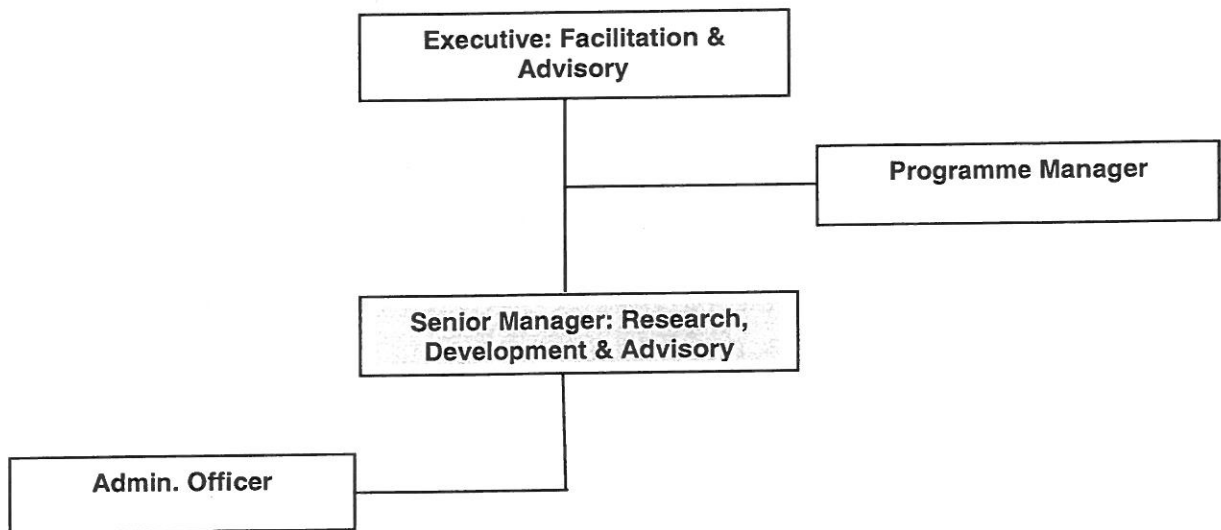 Executive: Facilitation &
Advisory
Programme Manager
Senior Manager: Research,
Development & Advisory
Admin. Officer